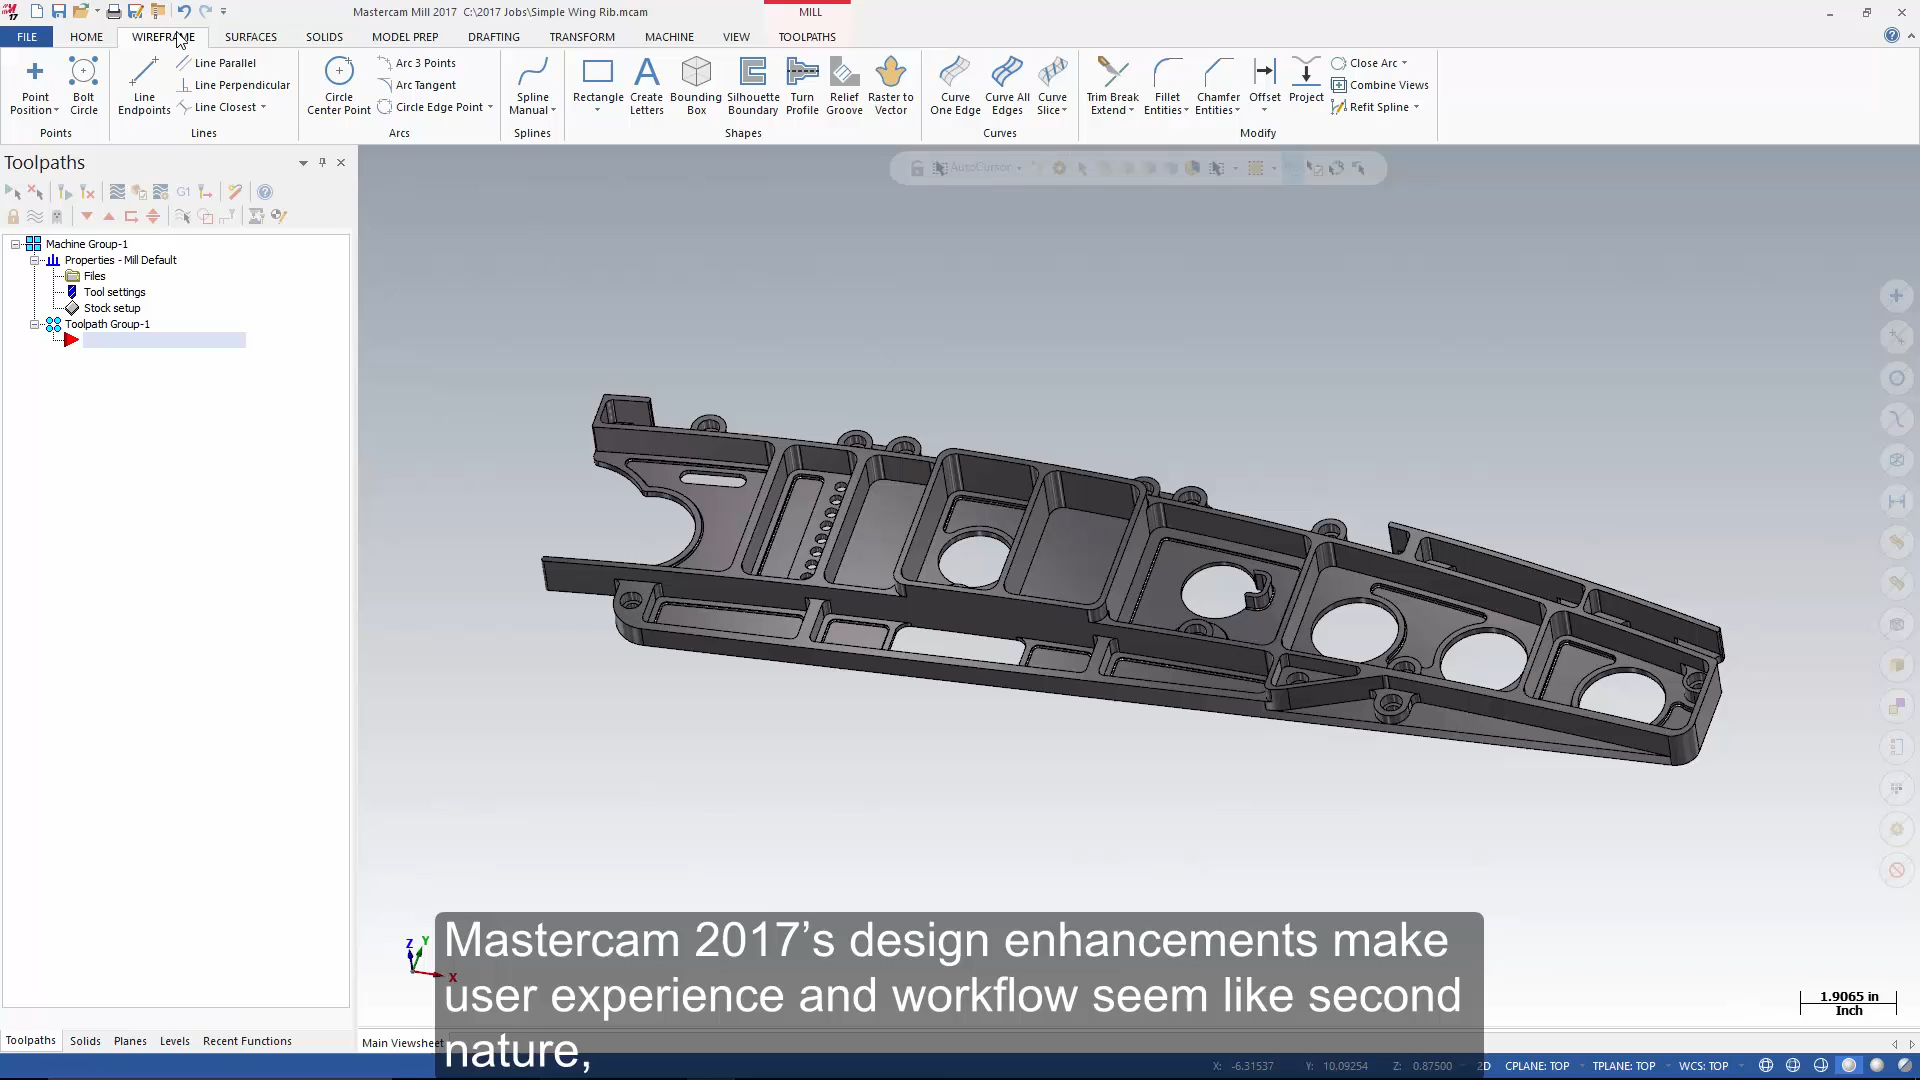 Mastercam Mill 2017 C:\2017 Jobs\Simple Wing Rib.mcam
MILL
FILE HOME WIREFRAME SURFACES SOLIDS MODEL PREP DRAFTING TRANSFORM MACHINE VIEW TOOLPATHS
Point Position
Bolt Circle
Points
Line Endpoints
Line Parallel
Line Perpendicular
Line Closest
Lines
Circle Center Point
Arc 3 Points
Arc Tangent
Circle Edge Point
Arcs
Spline Manual
Splines
Rectangle
Create Letters
Bounding Box
Silhouette Boundary
Turn Profile
Relief Groove
Raster to Vector
Shapes
Curve One Edge
Curve All Edges
Curve Slice
Curves
Trim Break Extend
Fillet Entities
Chamfer Entities
Offset
Project
Close Arc
Combine Views
Refit Spline
Modify
Toolpaths
G1
AutoCursor
Machine Group-1
Properties - Mill Default
Files
Tool settings
Stock setup
Toolpath Group-1
Z Y X
Mastercam 2017’s design enhancements make
user experience and workflow seem like second
nature,
1.9065 in
Inch
Toolpaths Solids Planes Levels Recent Functions
Main Viewsheet
X: -6.31537 Y: 10.09254 Z: 0.87500 2D CPLANE: TOP TPLANE: TOP WCS: TOP